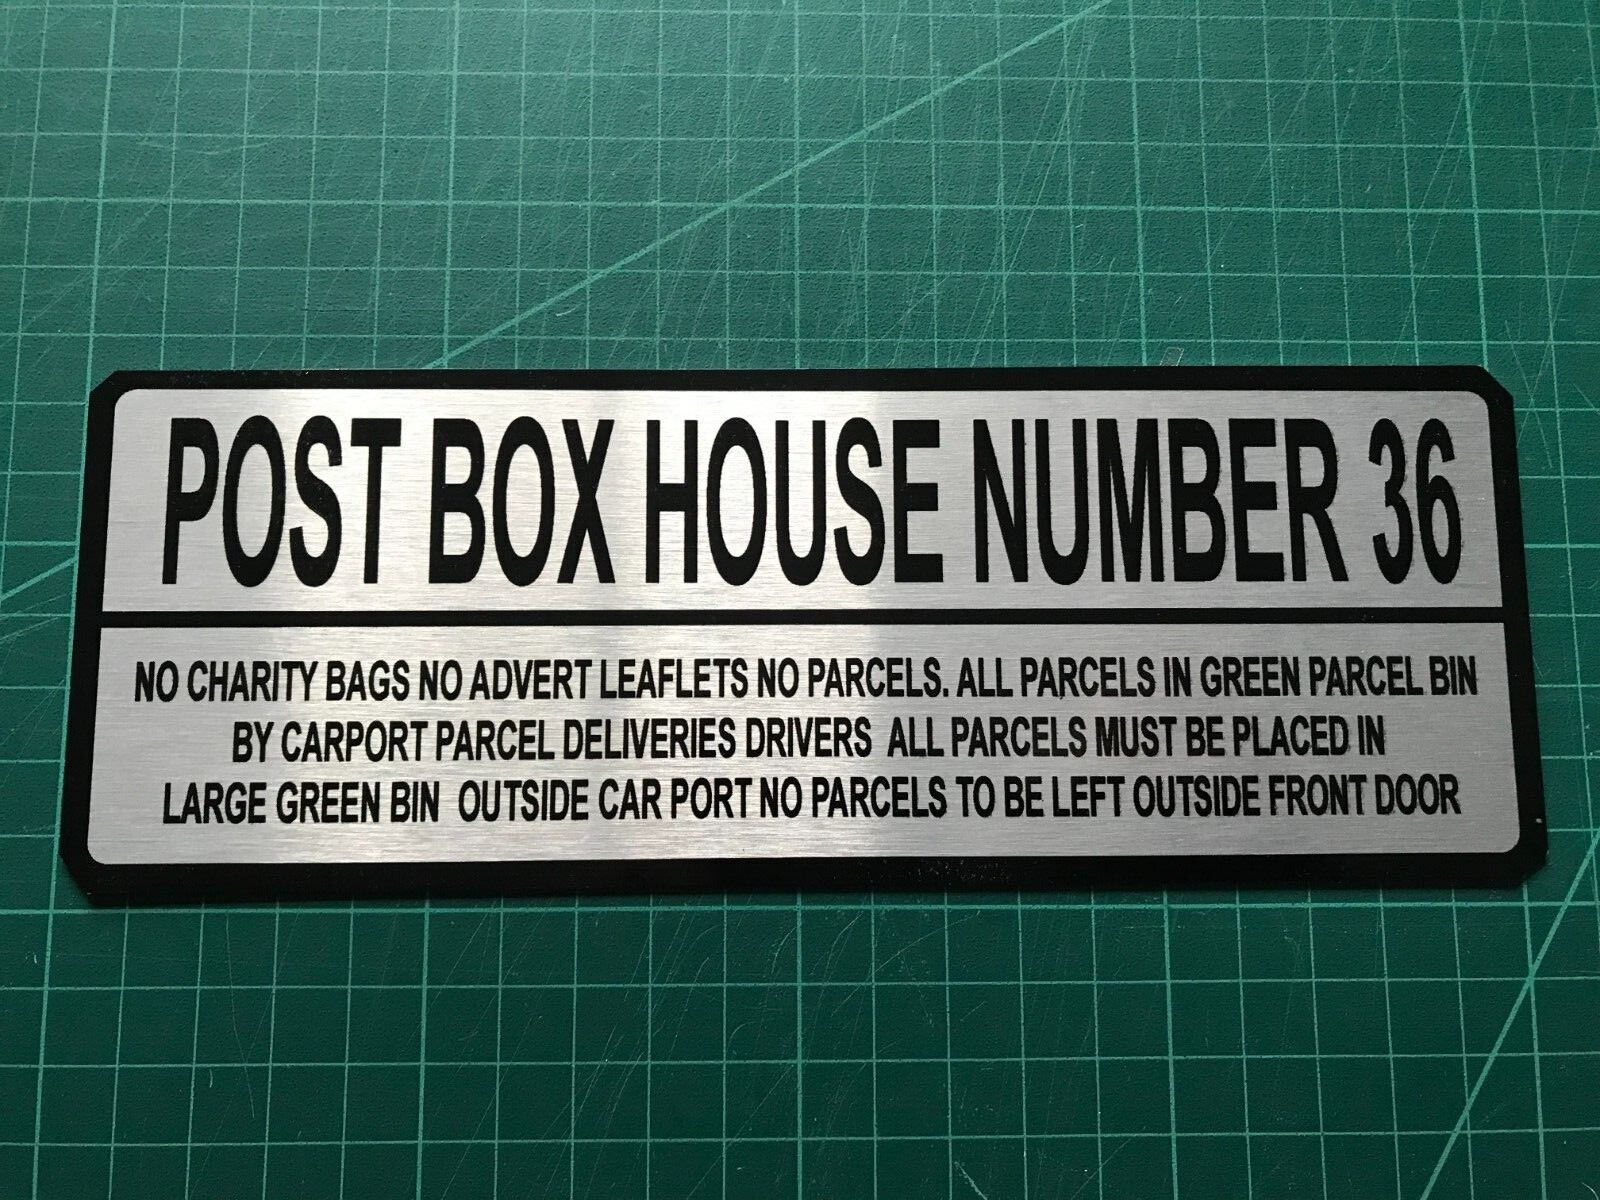 POST BOX HOUSE NUMBER 36
NO CHARITY BAGS NO ADVERT LEAFLETS NO PARCELS. ALL PARCELS IN GREEN PARCEL BIN
BY CARPORT PARCEL DELIVERIES DRIVERS ALL PARCELS MUST BE PLACED IN
LARGE GREEN BIN OUTSIDE CAR PORT NO PARCELS TO BE LEFT OUTSIDE FRONT DOOR